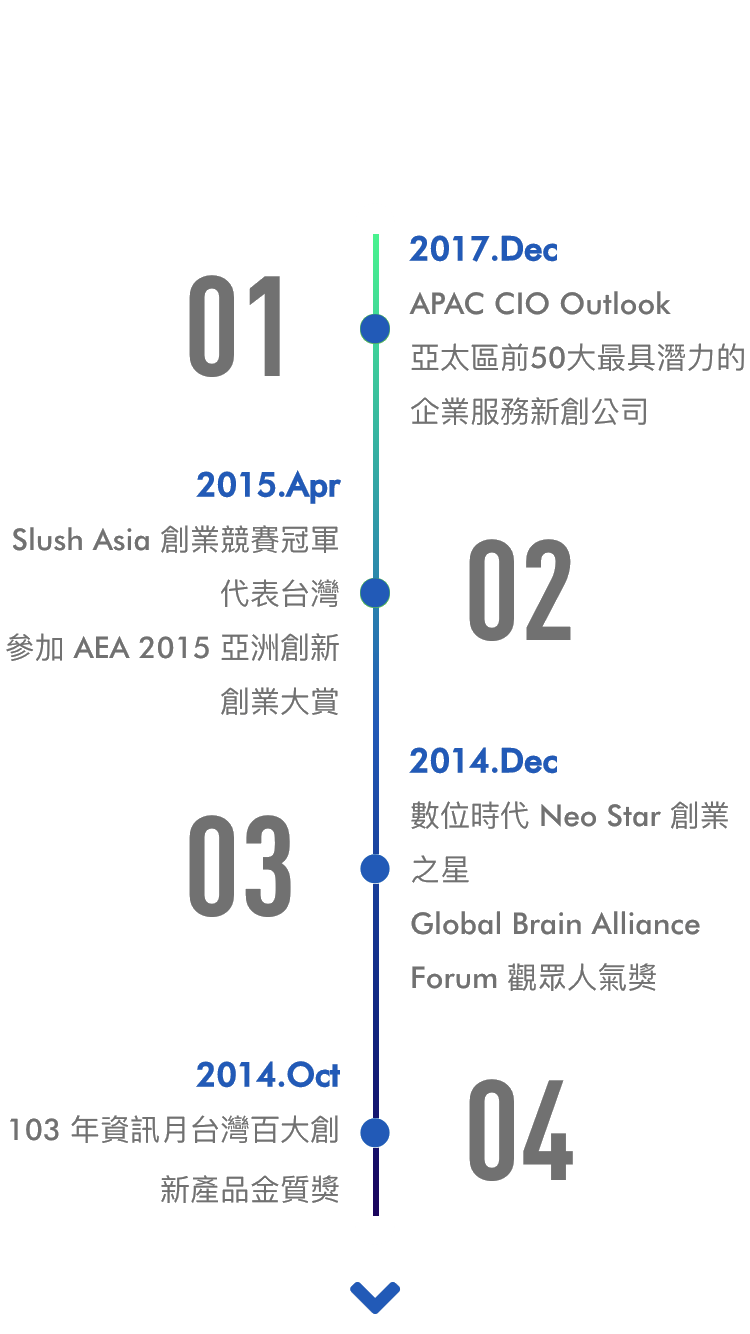 01
2017.Dec
APAC CIO Outlook
亞太區前50大最具潛力的
企業服務新創公司
2015.Apr
Slush Asia 創業競賽冠軍
代表台灣
參加 AEA 2015 亞洲創新
創業大賞
02
2014.Dec
數位時代 Neo Star 創業
之星
Global Brain Alliance
Forum 觀眾人氣獎
03
2014.Oct
103 年資訊月台灣百大創
新產品金質獎
04